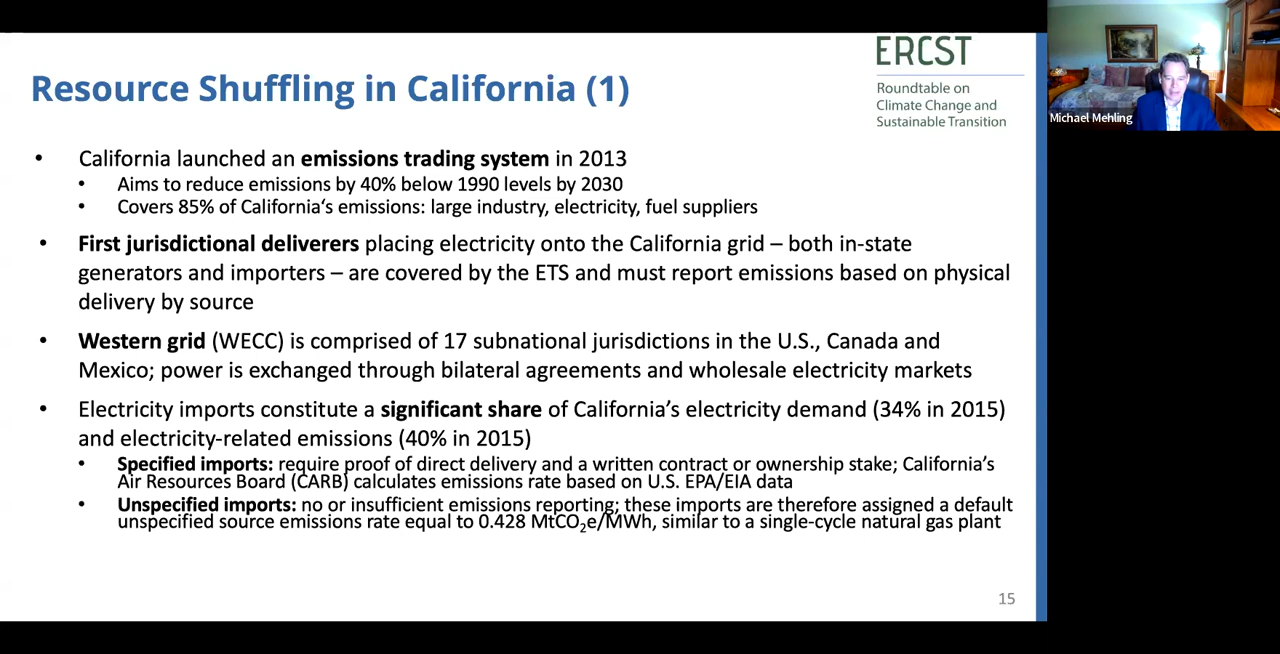 ERCST
Roundtable on
Climate Change and
Sustainable Transition
Michael Mehling
Resource Shuffling in California (1)
• California launched an emissions trading system in 2013
• Aims to reduce emissions by 40% below 1990 levels by 2030
• Covers 85% of California‘s emissions: large industry, electricity, fuel suppliers
• First jurisdictional deliverers placing electricity onto the California grid – both in-state
generators and importers – are covered by the ETS and must report emissions based on physical
delivery by source
• Western grid (WECC) is comprised of 17 subnational jurisdictions in the U.S., Canada and
Mexico; power is exchanged through bilateral agreements and wholesale electricity markets
• Electricity imports constitute a significant share of California’s electricity demand (34% in 2015)
and electricity-related emissions (40% in 2015)
• Specified imports: require proof of direct delivery and a written contract or ownership stake; California’s
Air Resources Board (CARB) calculates emissions rate based on U.S. EPA/EIA data
• Unspecified imports: no or insufficient emissions reporting; these imports are therefore assigned a default
unspecified source emissions rate equal to 0.428 MtCO₂e/MWh, similar to a single-cycle natural gas plant
15